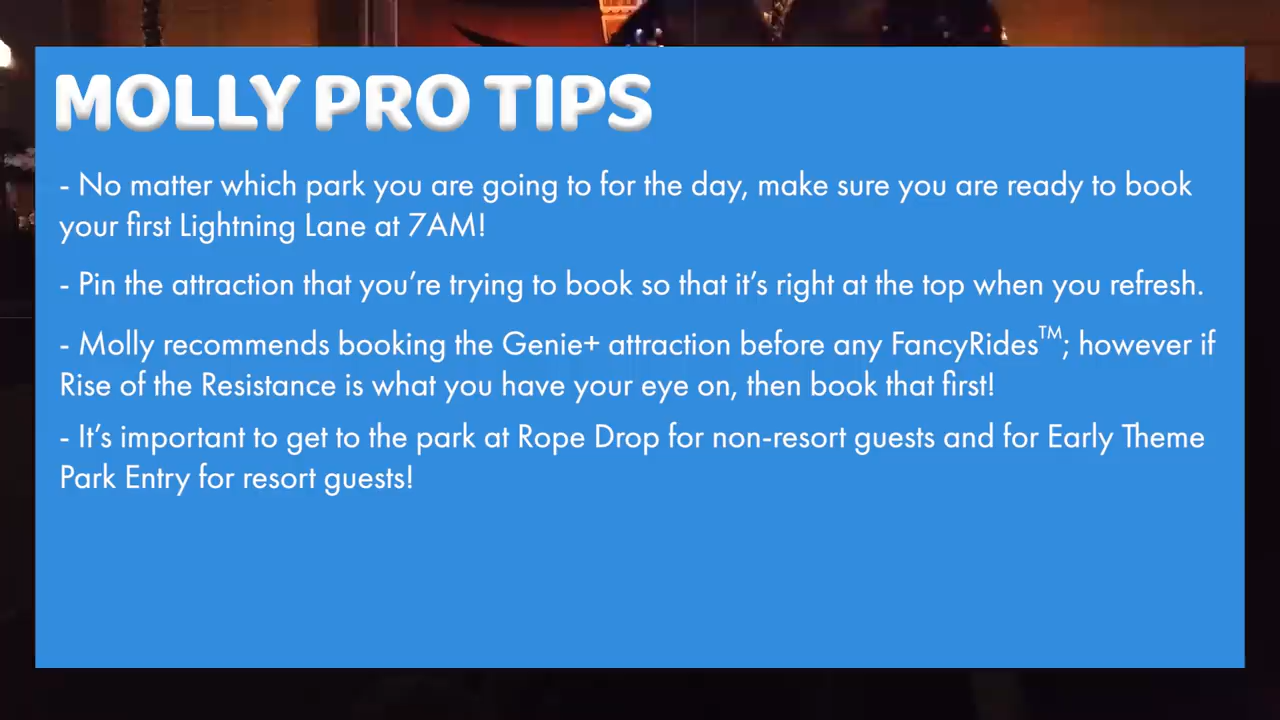 MOLLY PRO TIPS
- No matter which park you are going to for the day, make sure you are ready to book
your first Lightning Lane at 7AM!
- Pin the attraction that you’re trying to book so that it’s right at the top when you refresh.
- Molly recommends booking the Genie+ attraction before any FancyRides™; however if
Rise of the Resistance is what you have your eye on, then book that first!
- It’s important to get to the park at Rope Drop for non-resort guests and for Early Theme
Park Entry for resort guests!